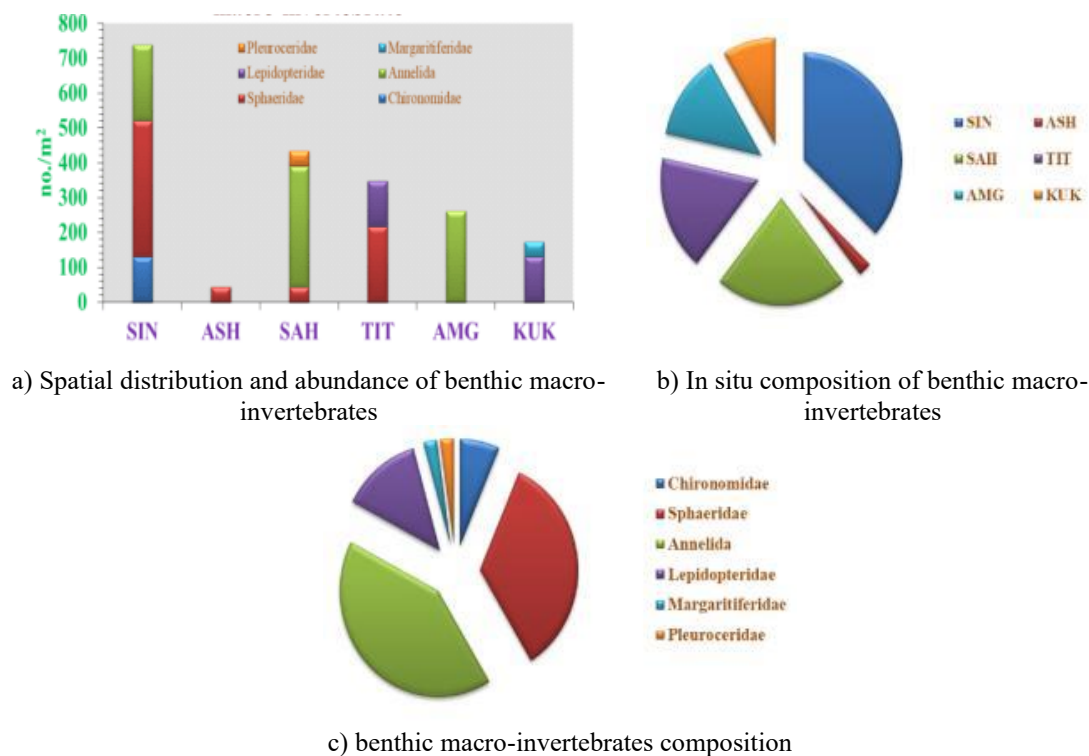 800
700
600
500
400
300
200
100
0
no./m²
Pleuroceridae
Margaritiferidae
Lepidopteridae
Annelida
Sphaeridae
Chironomidae
SIN ASH SAH TIT AMG KUK
SIN ASH
SAH TIT
AMG KUK
a) Spatial distribution and abundance of benthic macro-
invertebrates
b) In situ composition of benthic macro-
invertebrates
Chironomidae
Sphaeridae
Annelida
Lepidopteridae
Margaritiferidae
Pleuroceridae
c) benthic macro-invertebrates composition